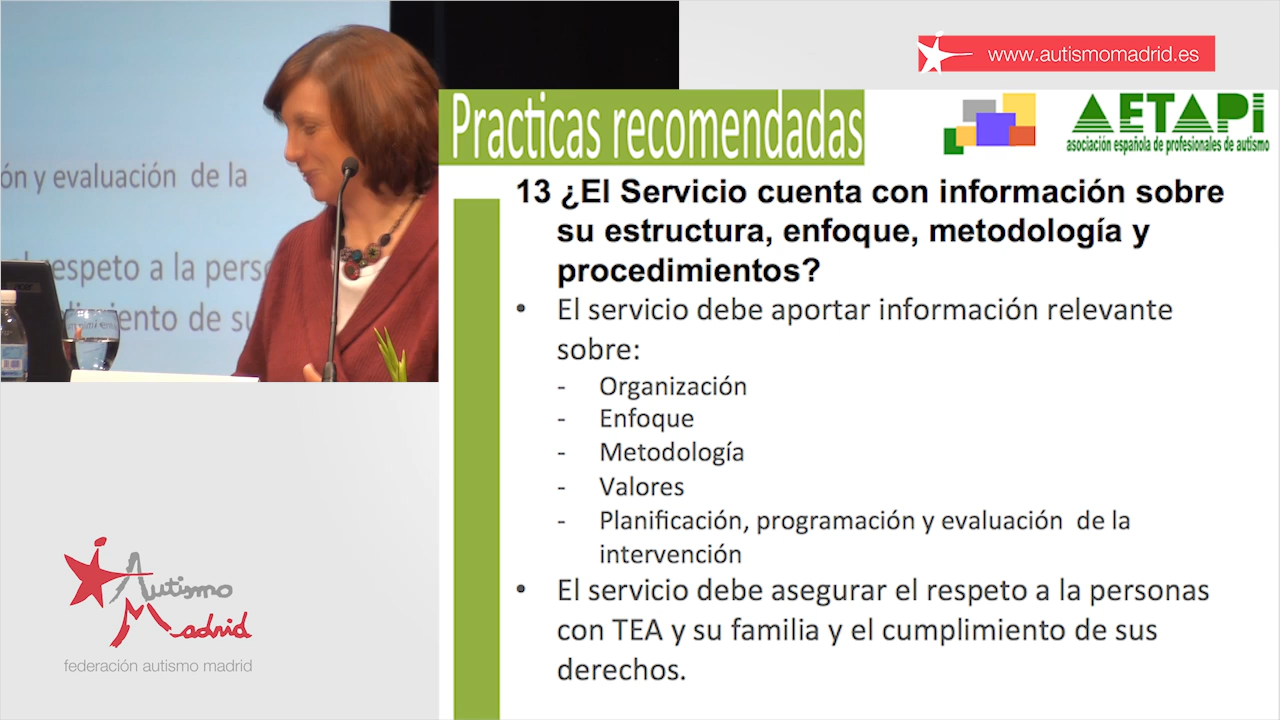 www.autismomadrid.es
Practicas recomendadas
AETAPI
asociación española de profesionales de autismo
13 ¿El Servicio cuenta con información sobre
su estructura, enfoque, metodología y
procedimientos?
• El servicio debe aportar información relevante
sobre:
- Organización
- Enfoque
- Metodología
- Valores
- Planificación, programación y evaluación de la
intervención
• El servicio debe asegurar el respeto a la personas
con TEA y su familia y el cumplimiento de sus
derechos.
ón y evaluación de la
respeto a la perso
miento de su
Autismo
Madrid
federación autismo madrid